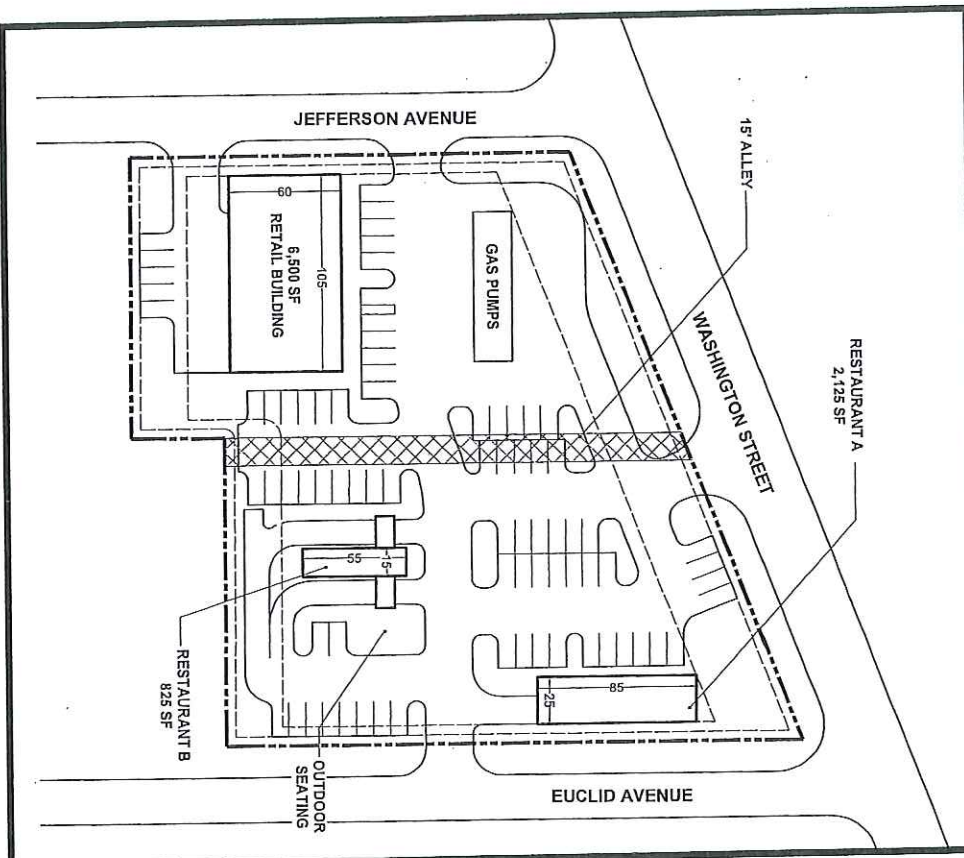 JEFFERSON AVENUE
15' ALLEY
60
105
6,500 SF
RETAIL BUILDING
GAS PUMPS
WASHINGTON STREET
RESTAURANT A
2,125 SF
55
15
85
25
RESTAURANT B
825 SF
OUTDOOR
SEATING
EUCLID AVENUE